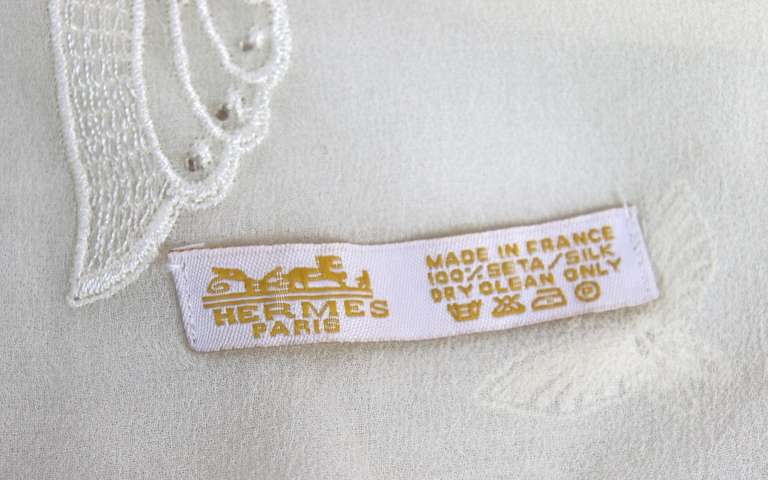 HERMES
PARIS
MADE IN FRANCE
100% SETA/SILK
DRY CLEAN ONLY